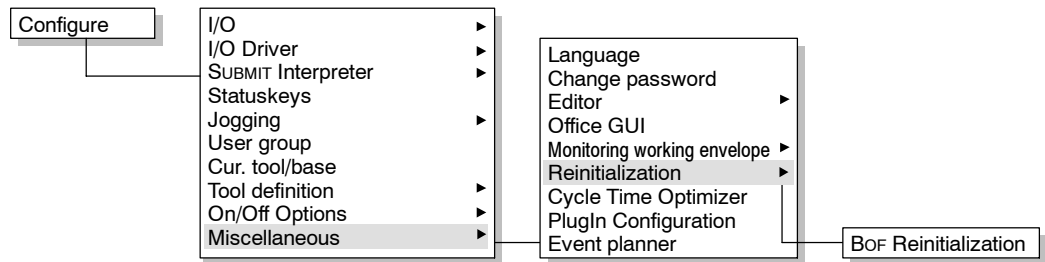 Configure
I/O
I/O Driver
SUBMIT Interpreter
Statuskeys
Jogging
User group
Cur. tool/base
Tool definition
On/Off Options
Miscellaneous
Language
Change password
Editor
Office GUI
Monitoring working envelope
Reinitialization
Cycle Time Optimizer
PlugIn Configuration
Event planner
BOF Reinitialization